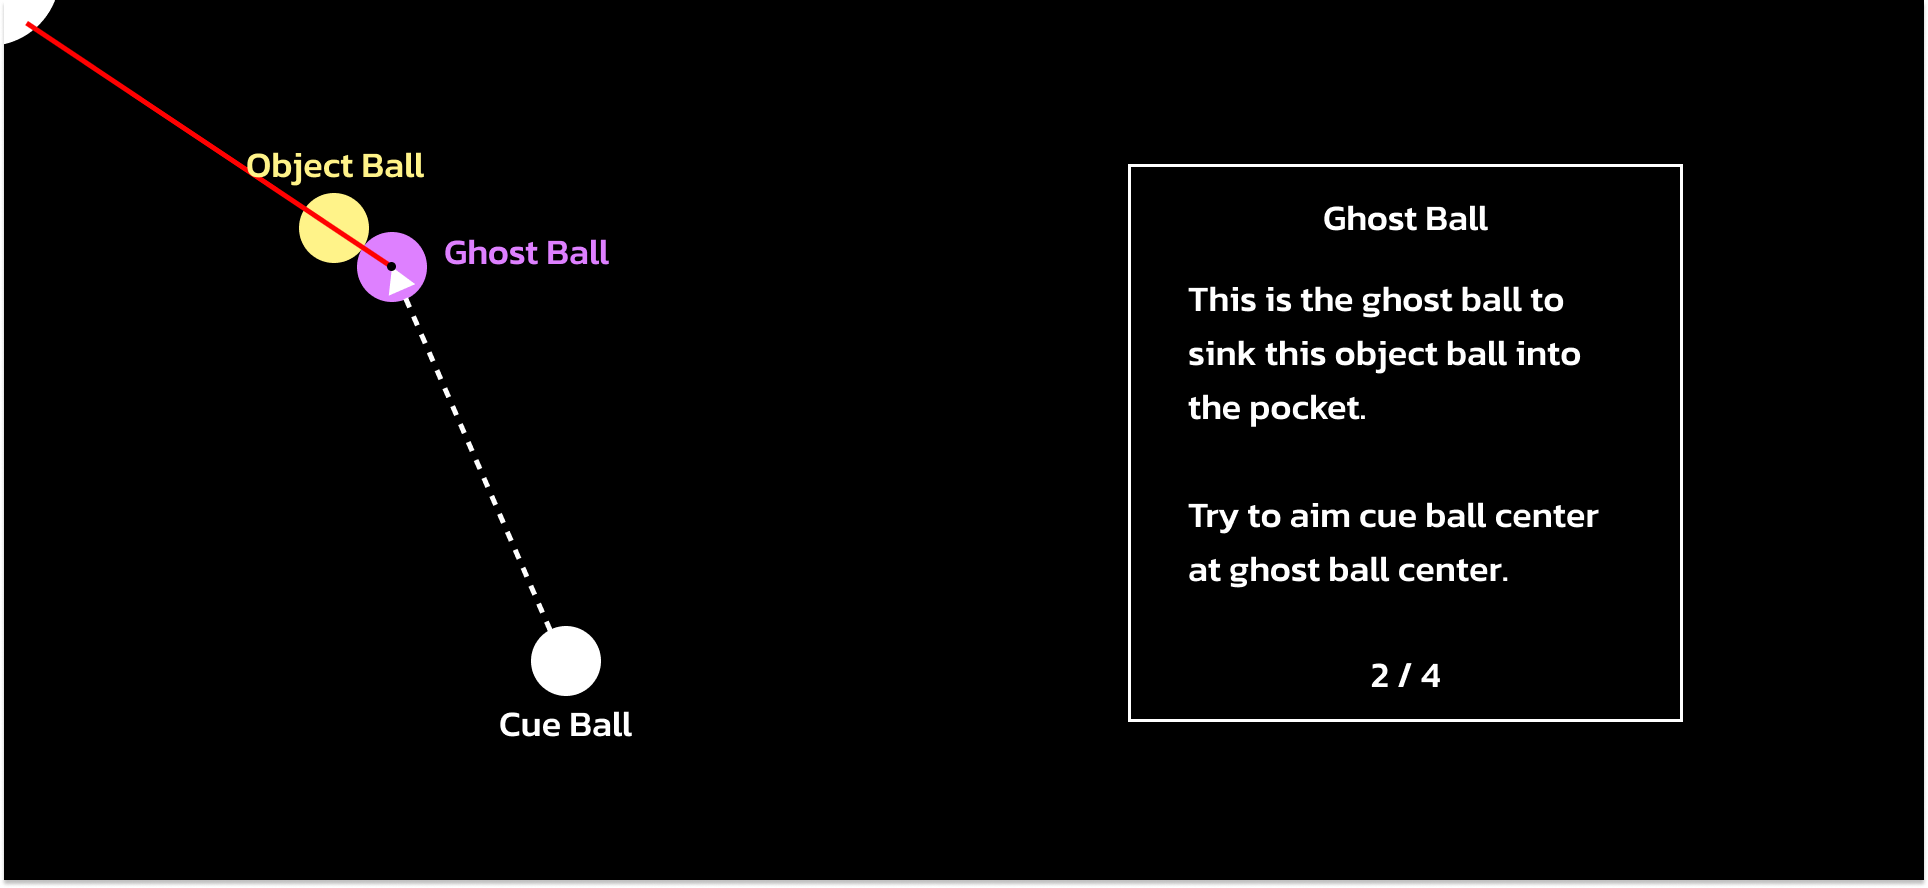 Object Ball
Ghost Ball
Cue Ball
Ghost Ball
This is the ghost ball to
sink this object ball into
the pocket.
Try to aim cue ball center
at ghost ball center.
2 / 4